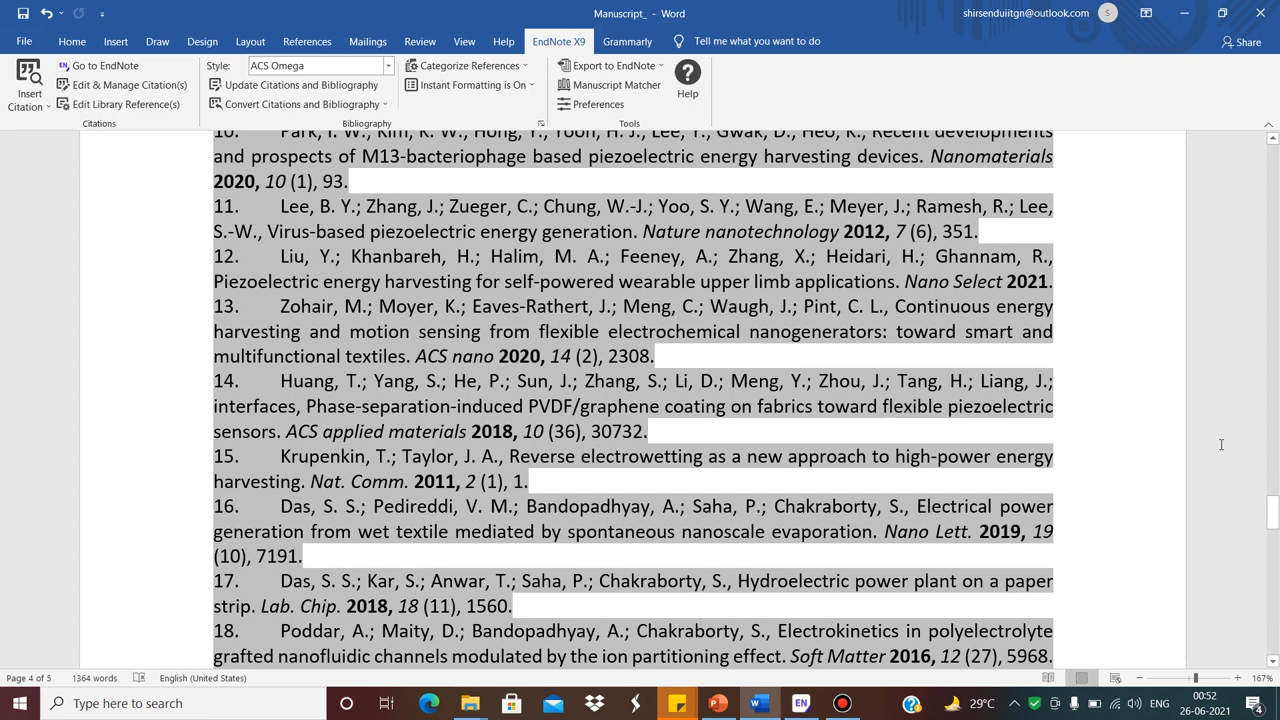 Manuscript_ - Word
shirsenduiitgn@outlook.com S
File Home Insert Draw Design Layout References Mailings Review View Help EndNote X9 Grammarly Tell me what you want to do Share
Insert Citation
Go to EndNote
Edit & Manage Citation(s)
Edit Library Reference(s)
Citations
Style: ACS Omega
Update Citations and Bibliography
Convert Citations and Bibliography
Categorize References
Instant Formatting is On
Bibliography
Export to EndNote
Manuscript Matcher
Preferences
Help
Tools
10. Park, I. W.; Kim, K. W.; Hong, Y.; Yoon, H. J.; Lee, Y.; Gwak, D.; Heo, K., Recent developments
and prospects of M13-bacteriophage based piezoelectric energy harvesting devices. Nanomaterials
2020, 10 (1), 93.
11. Lee, B. Y.; Zhang, J.; Zueger, C.; Chung, W.-J.; Yoo, S. Y.; Wang, E.; Meyer, J.; Ramesh, R.; Lee,
S.-W., Virus-based piezoelectric energy generation. Nature nanotechnology 2012, 7 (6), 351.
12. Liu, Y.; Khanbareh, H.; Halim, M. A.; Feeney, A.; Zhang, X.; Heidari, H.; Ghannam, R.,
Piezoelectric energy harvesting for self-powered wearable upper limb applications. Nano Select 2021.
13. Zohair, M.; Moyer, K.; Eaves-Rathert, J.; Meng, C.; Waugh, J.; Pint, C. L., Continuous energy
harvesting and motion sensing from flexible electrochemical nanogenerators: toward smart and
multifunctional textiles. ACS nano 2020, 14 (2), 2308.
14. Huang, T.; Yang, S.; He, P.; Sun, J.; Zhang, S.; Li, D.; Meng, Y.; Zhou, J.; Tang, H.; Liang, J.;
interfaces, Phase-separation-induced PVDF/graphene coating on fabrics toward flexible piezoelectric
sensors. ACS applied materials 2018, 10 (36), 30732.
15. Krupenkin, T.; Taylor, J. A., Reverse electrowetting as a new approach to high-power energy
harvesting. Nat. Comm. 2011, 2 (1), 1.
16. Das, S. S.; Pedireddi, V. M.; Bandopadhyay, A.; Saha, P.; Chakraborty, S., Electrical power
generation from wet textile mediated by spontaneous nanoscale evaporation. Nano Lett. 2019, 19
(10), 7191.
17. Das, S. S.; Kar, S.; Anwar, T.; Saha, P.; Chakraborty, S., Hydroelectric power plant on a paper
strip. Lab. Chip. 2018, 18 (11), 1560.
18. Poddar, A.; Maity, D.; Bandopadhyay, A.; Chakraborty, S., Electrokinetics in polyelectrolyte
grafted nanofluidic channels modulated by the ion partitioning effect. Soft Matter 2016, 12 (27), 5968.
Page 4 of 5 1364 words English (United States) 167%
Type here to search
29°C ENG 00:52
26-06-2021